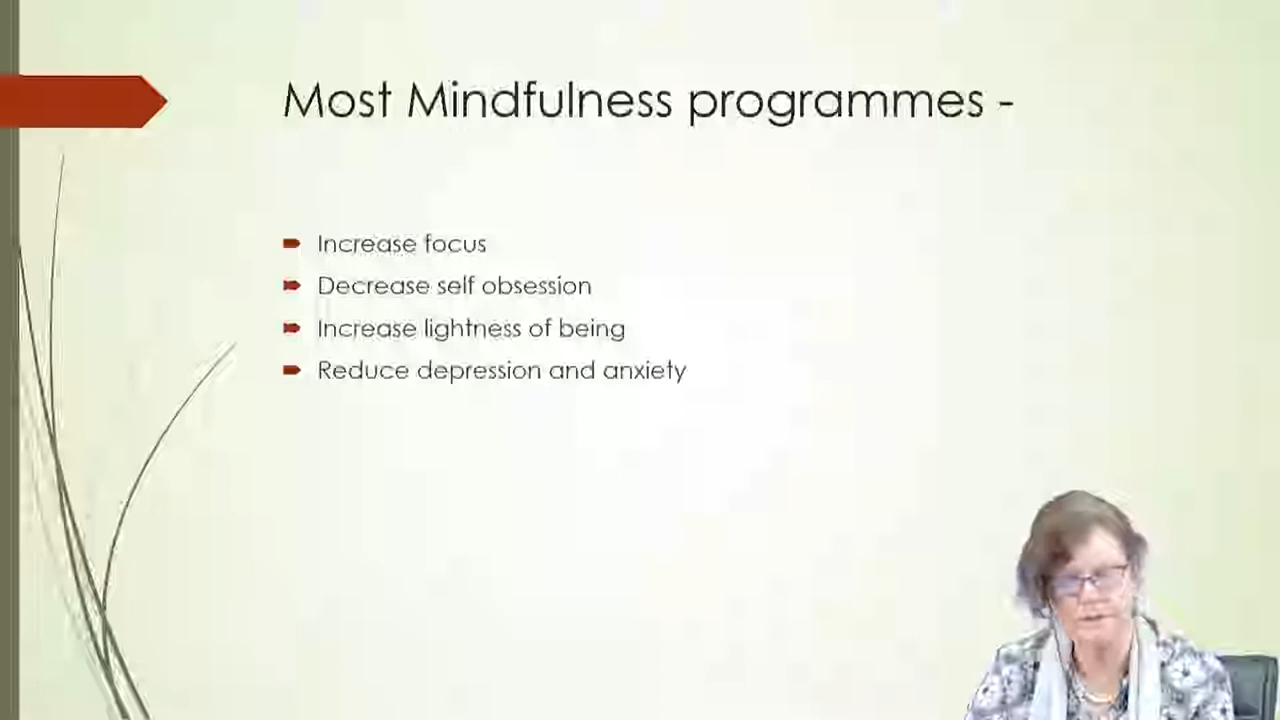 Most Mindfulness programmes -
Increase focus
Decrease self obsession
Increase lightness of being
Reduce depression and anxiety